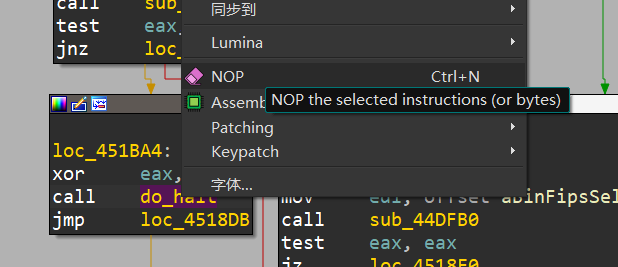 call sub_
test eax,
jnz loc_
同步到
Lumina
NOP Ctrl+N
Assemb
NOP the selected instructions (or bytes)
Patching
Keypatch
字体...
loc_451BA4:
xor eax,
call do_halt
jmp loc_4518DB
mov edi, offset aBinFipsSel
call sub_44DFB0
test eax, eax
jz loc_4518E0